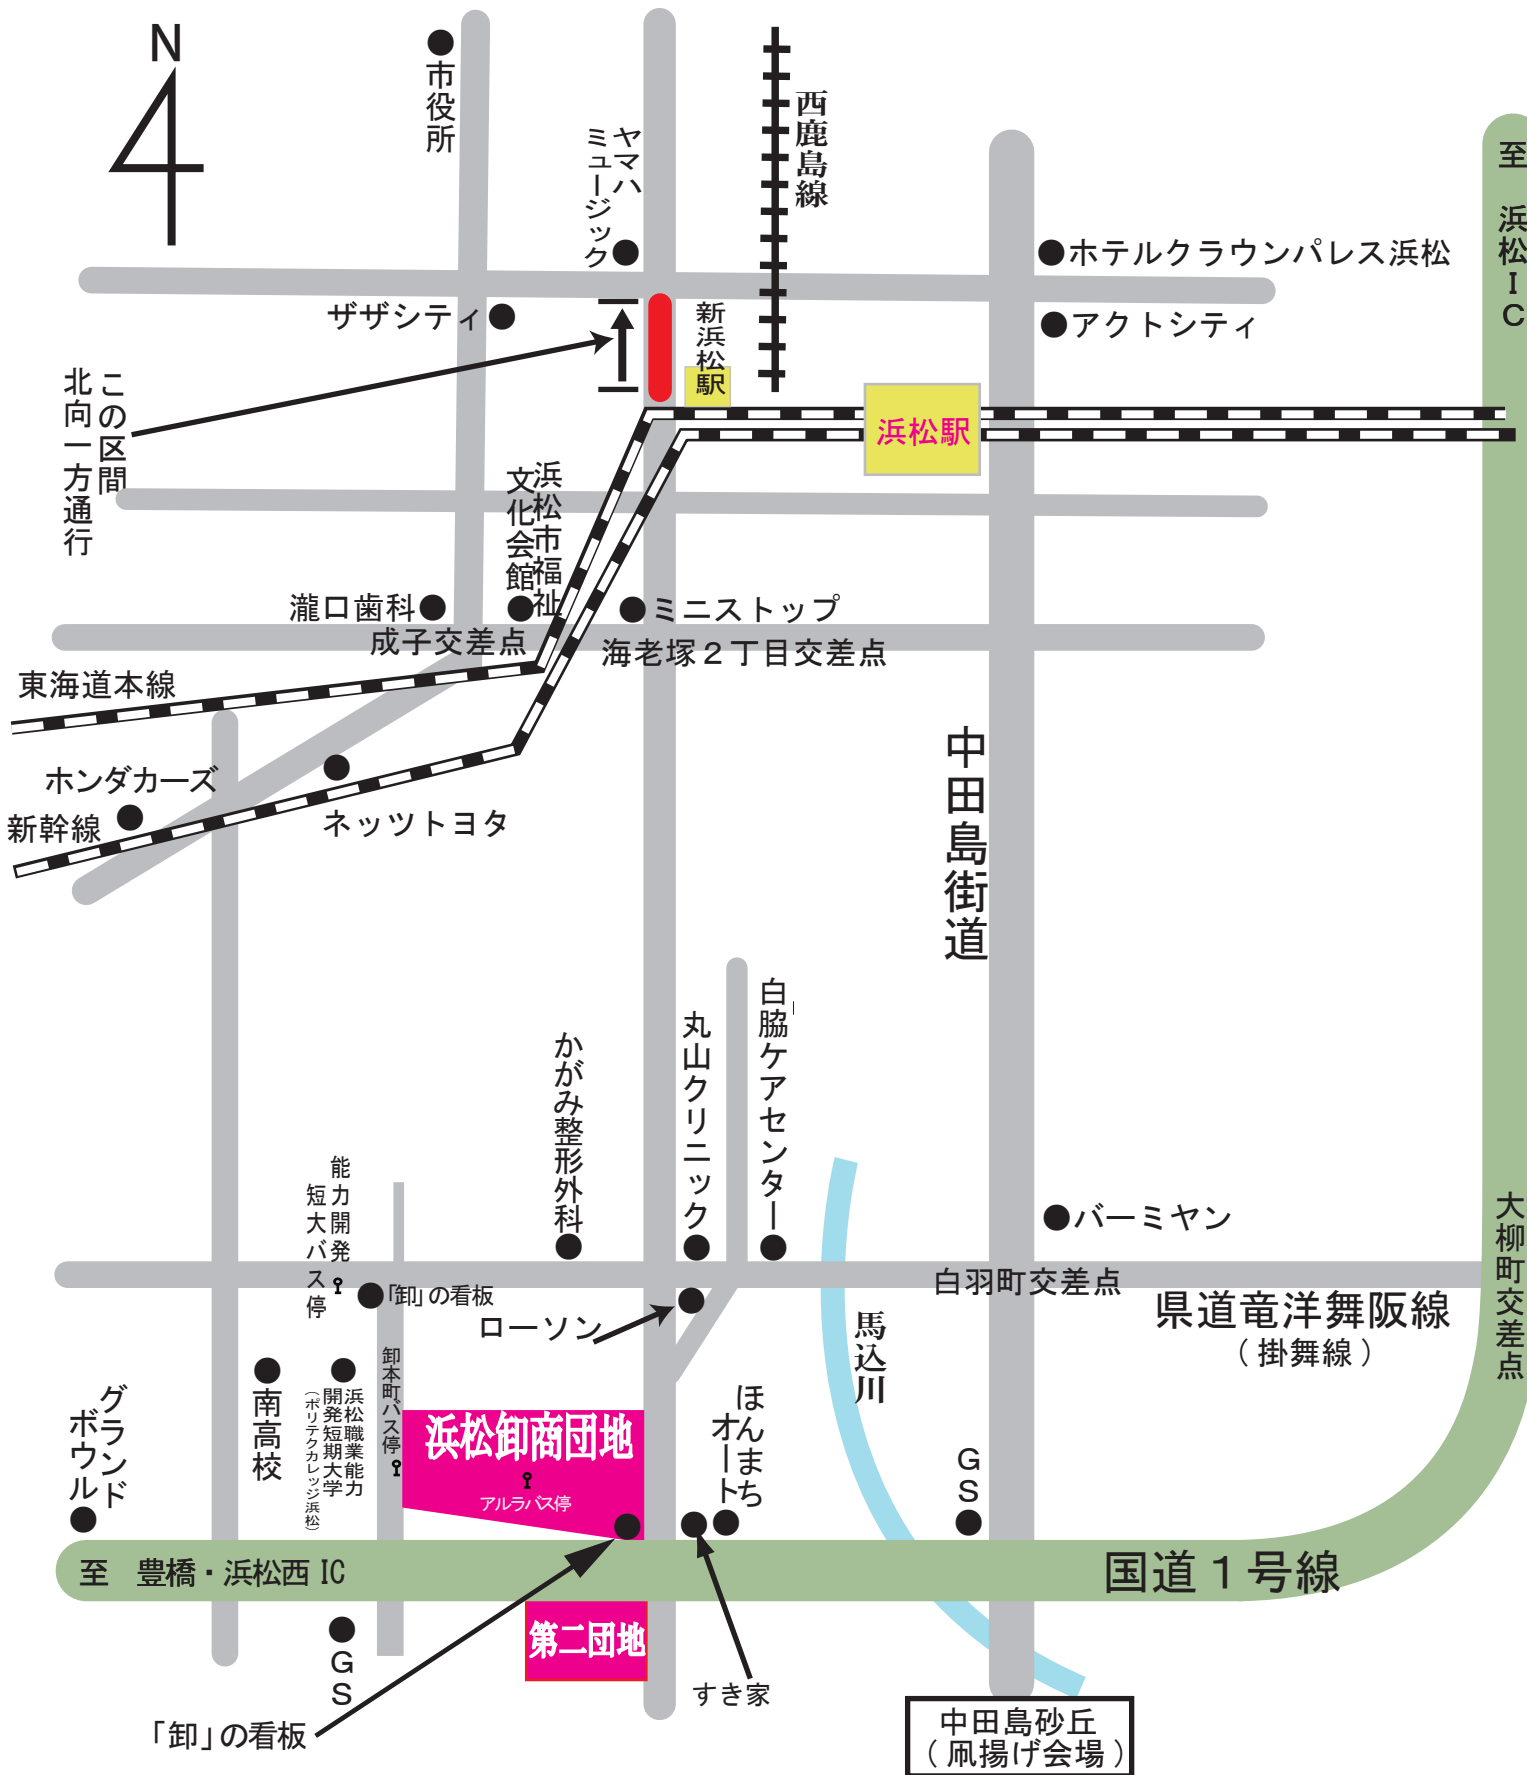 N
市役所
ヤマハ
ミュージック
西鹿島線
至 浜松IC
ホテルクラウンパレス浜松
ザザシティ
新浜松駅
アクトシティ
この区間
北向一方通行
浜松駅
浜松市福祉
文化会館
瀧口歯科
ミニストップ
成子交差点
海老塚２丁目交差点
東海道本線
中田島街道
ホンダカーズ
新幹線
ネッツトヨタ
かがみ整形外科
丸山クリニック
白脇ケアセンター
能力開発
短大バス停
バーミヤン
大柳町交差点
白羽町交差点
「卸」の看板
ローソン
県道竜洋舞阪線
（掛舞線）
馬込川
卸本町バス停
グランド
ボウル
南高校
浜松職業能力
開発短期大学
（ポリテクカレッジ浜松）
浜松卸商団地
アルラバス停
ほんまち
オート
GS
至 豊橋・浜松西IC
国道１号線
第二団地
GS
すき家
「卸」の看板
中田島砂丘
（凧揚げ会場）